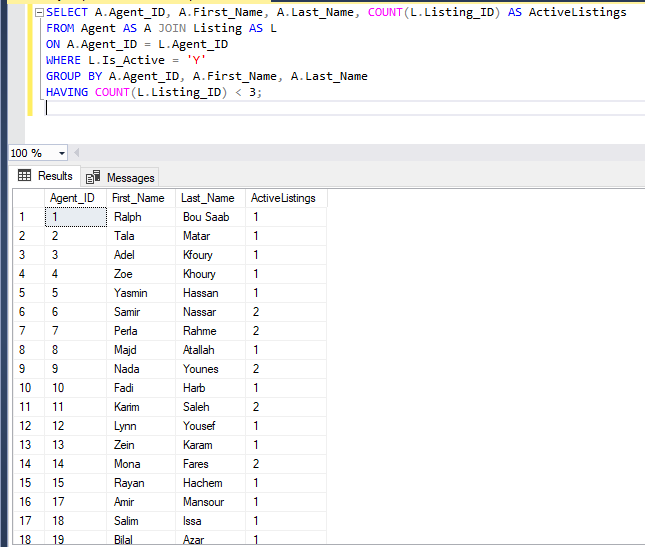 SELECT A.Agent_ID, A.First_Name, A.Last_Name, COUNT(L.Listing_ID) AS ActiveListings
FROM Agent AS A JOIN Listing AS L
ON A.Agent_ID = L.Agent_ID
WHERE L.Is_Active = 'Y'
GROUP BY A.Agent_ID, A.First_Name, A.Last_Name
HAVING COUNT(L.Listing_ID) < 3;
100 %
Results Messages
Agent_ID First_Name Last_Name ActiveListings
1 1 Ralph Bou Saab 1
2 2 Tala Matar 1
3 3 Adel Kfoury 1
4 4 Zoe Khoury 1
5 5 Yasmin Hassan 1
6 6 Samir Nassar 2
7 7 Perla Rahme 2
8 8 Majd Atallah 1
9 9 Nada Younes 2
10 10 Fadi Harb 1
11 11 Karim Saleh 2
12 12 Lynn Yousef 1
13 13 Zein Karam 1
14 14 Mona Fares 2
15 15 Rayan Hachem 1
16 17 Amir Mansour 1
17 18 Salim Issa 1
18 19 Bilal Azar 1